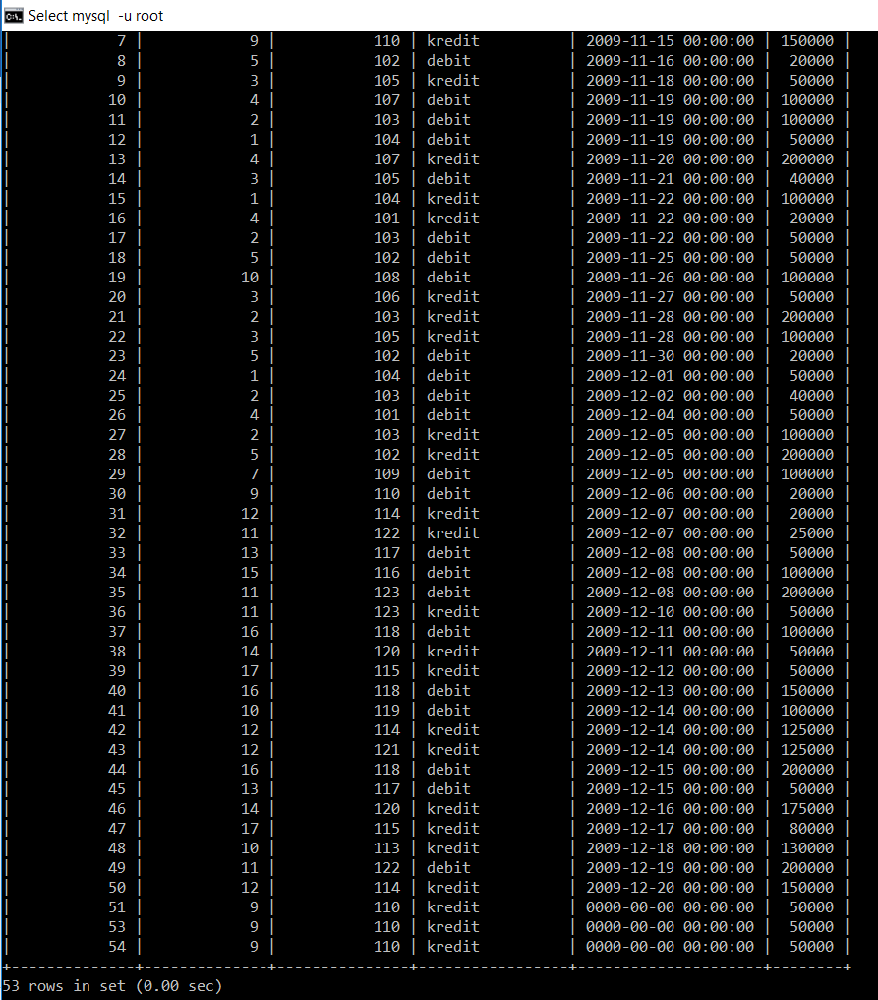 Select mysql -u root
| 7 | 9 | 110 | kredit | 2009-11-15 00:00:00 | 150000 |
| 8 | 5 | 102 | debit | 2009-11-16 00:00:00 | 20000 |
| 9 | 3 | 105 | kredit | 2009-11-18 00:00:00 | 50000 |
| 10 | 4 | 107 | debit | 2009-11-19 00:00:00 | 100000 |
| 11 | 2 | 103 | debit | 2009-11-19 00:00:00 | 100000 |
| 12 | 1 | 104 | debit | 2009-11-19 00:00:00 | 50000 |
| 13 | 4 | 107 | kredit | 2009-11-20 00:00:00 | 200000 |
| 14 | 3 | 105 | debit | 2009-11-21 00:00:00 | 40000 |
| 15 | 1 | 104 | kredit | 2009-11-22 00:00:00 | 100000 |
| 16 | 4 | 101 | kredit | 2009-11-22 00:00:00 | 20000 |
| 17 | 2 | 103 | debit | 2009-11-22 00:00:00 | 50000 |
| 18 | 5 | 102 | debit | 2009-11-25 00:00:00 | 50000 |
| 19 | 10 | 108 | debit | 2009-11-26 00:00:00 | 100000 |
| 20 | 3 | 106 | kredit | 2009-11-27 00:00:00 | 50000 |
| 21 | 2 | 103 | kredit | 2009-11-28 00:00:00 | 200000 |
| 22 | 3 | 105 | kredit | 2009-11-28 00:00:00 | 100000 |
| 23 | 5 | 102 | debit | 2009-11-30 00:00:00 | 20000 |
| 24 | 1 | 104 | debit | 2009-12-01 00:00:00 | 50000 |
| 25 | 2 | 103 | debit | 2009-12-02 00:00:00 | 40000 |
| 26 | 4 | 101 | debit | 2009-12-04 00:00:00 | 50000 |
| 27 | 2 | 103 | kredit | 2009-12-05 00:00:00 | 100000 |
| 28 | 5 | 102 | kredit | 2009-12-05 00:00:00 | 200000 |
| 29 | 7 | 109 | debit | 2009-12-05 00:00:00 | 100000 |
| 30 | 9 | 110 | debit | 2009-12-06 00:00:00 | 20000 |
| 31 | 12 | 114 | kredit | 2009-12-07 00:00:00 | 20000 |
| 32 | 11 | 122 | kredit | 2009-12-07 00:00:00 | 25000 |
| 33 | 13 | 117 | debit | 2009-12-08 00:00:00 | 50000 |
| 34 | 15 | 116 | debit | 2009-12-08 00:00:00 | 100000 |
| 35 | 11 | 123 | debit | 2009-12-08 00:00:00 | 200000 |
| 36 | 11 | 123 | kredit | 2009-12-10 00:00:00 | 50000 |
| 37 | 16 | 118 | debit | 2009-12-11 00:00:00 | 100000 |
| 38 | 14 | 120 | kredit | 2009-12-11 00:00:00 | 50000 |
| 39 | 17 | 115 | kredit | 2009-12-12 00:00:00 | 50000 |
| 40 | 16 | 118 | debit | 2009-12-13 00:00:00 | 150000 |
| 41 | 10 | 119 | debit | 2009-12-14 00:00:00 | 100000 |
| 42 | 12 | 114 | kredit | 2009-12-14 00:00:00 | 125000 |
| 43 | 12 | 121 | kredit | 2009-12-14 00:00:00 | 125000 |
| 44 | 16 | 118 | debit | 2009-12-15 00:00:00 | 200000 |
| 45 | 13 | 117 | debit | 2009-12-15 00:00:00 | 50000 |
| 46 | 14 | 120 | kredit | 2009-12-16 00:00:00 | 175000 |
| 47 | 17 | 115 | kredit | 2009-12-17 00:00:00 | 80000 |
| 48 | 10 | 113 | kredit | 2009-12-18 00:00:00 | 130000 |
| 49 | 11 | 122 | debit | 2009-12-19 00:00:00 | 200000 |
| 50 | 12 | 114 | kredit | 2009-12-20 00:00:00 | 150000 |
| 51 | 9 | 110 | kredit | 0000-00-00 00:00:00 | 50000 |
| 53 | 9 | 110 | kredit | 0000-00-00 00:00:00 | 50000 |
| 54 | 9 | 110 | kredit | 0000-00-00 00:00:00 | 50000 |
+--------------+--------------+---------------+-----------------+---------------------+--------+
53 rows in set (0.00 sec)